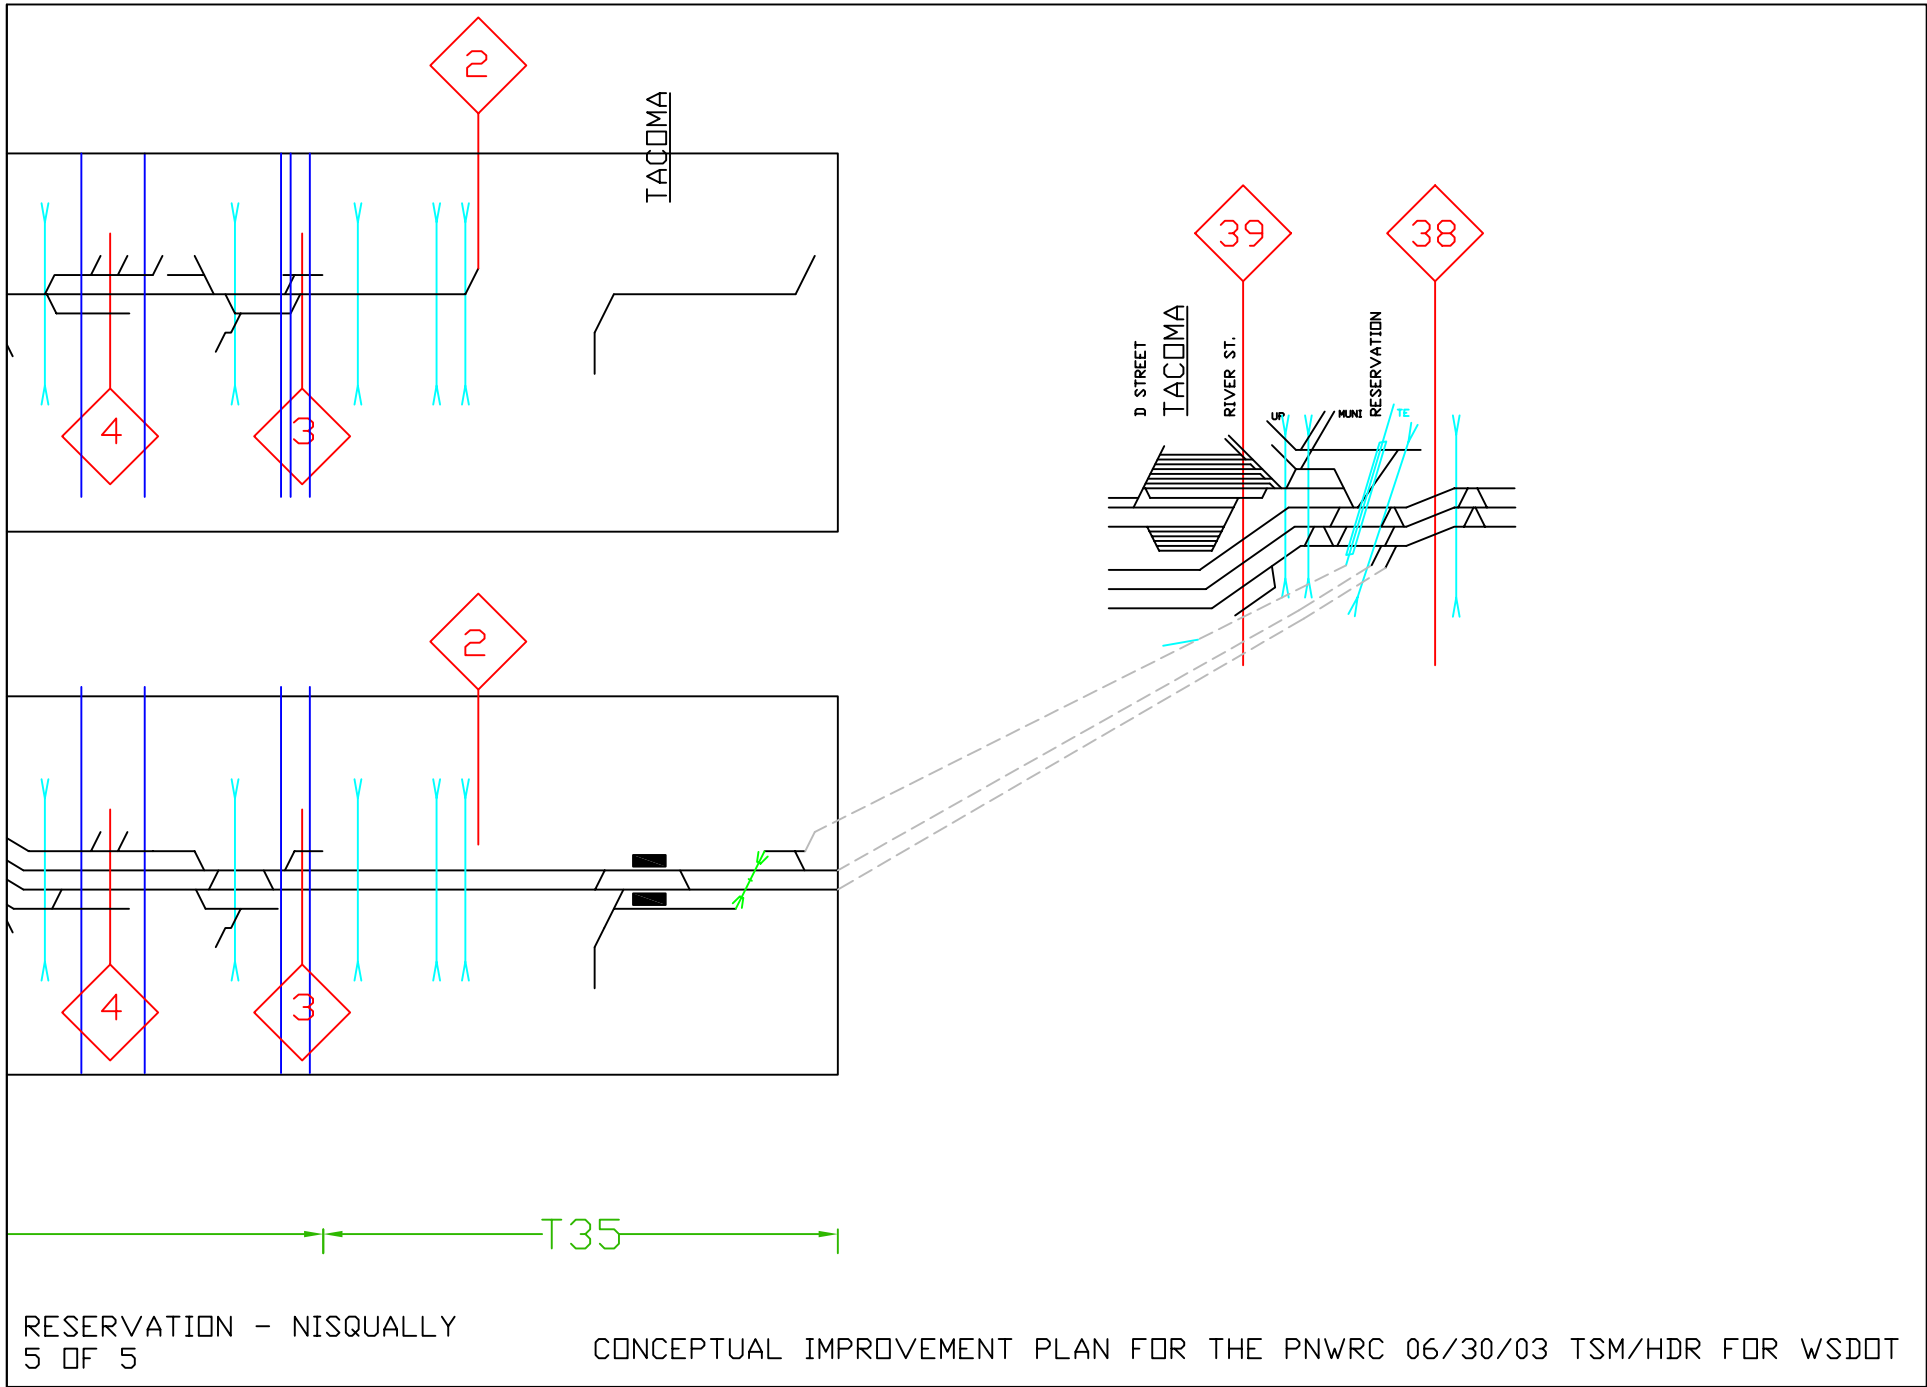 2
TACOMA
4
3
39
38
D STREET
TACOMA
RIVER ST.
UP
MUNI
RESERVATION
TE
2
4
3
T35
RESERVATION - NISQUALLY
5 OF 5
CONCEPTUAL IMPROVEMENT PLAN FOR THE PNWRC 06/30/03 TSM/HDR FOR WSDOT